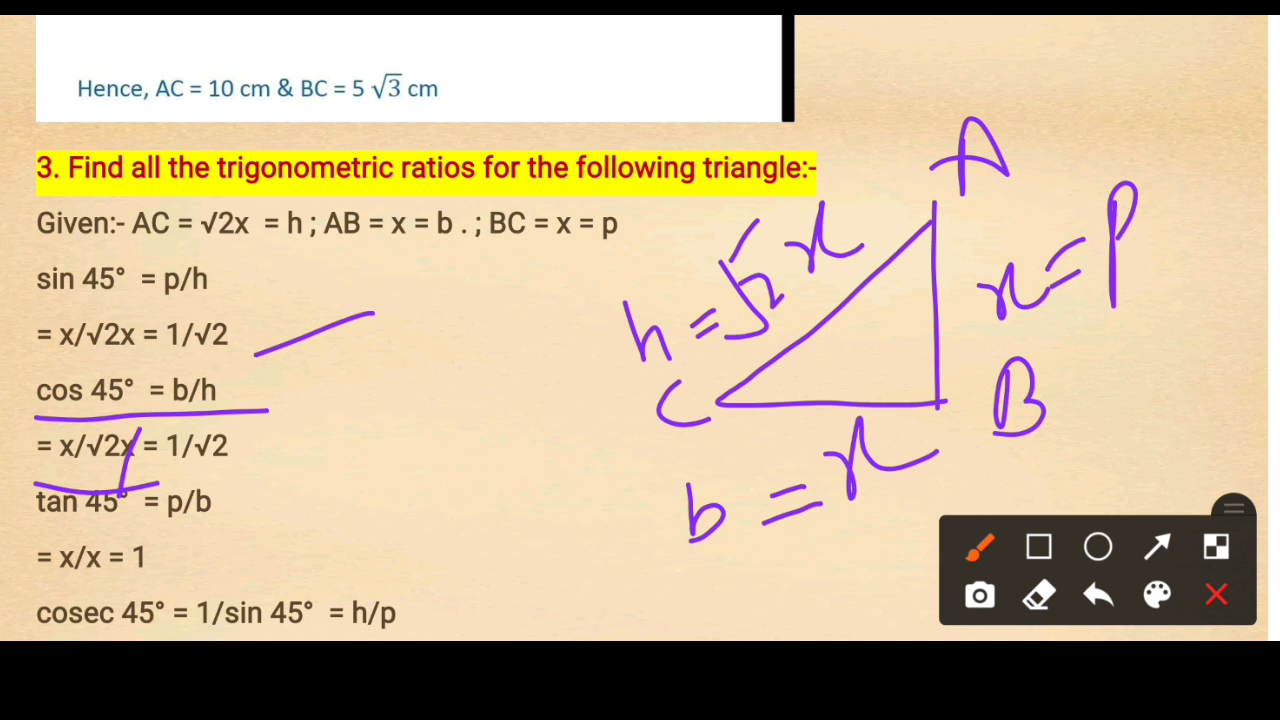 Hence, AC = 10 cm & BC = 5 √3 cm
3. Find all the trigonometric ratios for the following triangle:-
Given:- AC = √2x = h ; AB = x = b . ; BC = x = p
sin 45° = p/h
= x/√2x = 1/√2
cos 45° = b/h
= x/√2x = 1/√2
tan 45° = p/b
= x/x = 1
cosec 45° = 1/sin 45° = h/p
A
h = √2 x
x = P
C
B
b = x